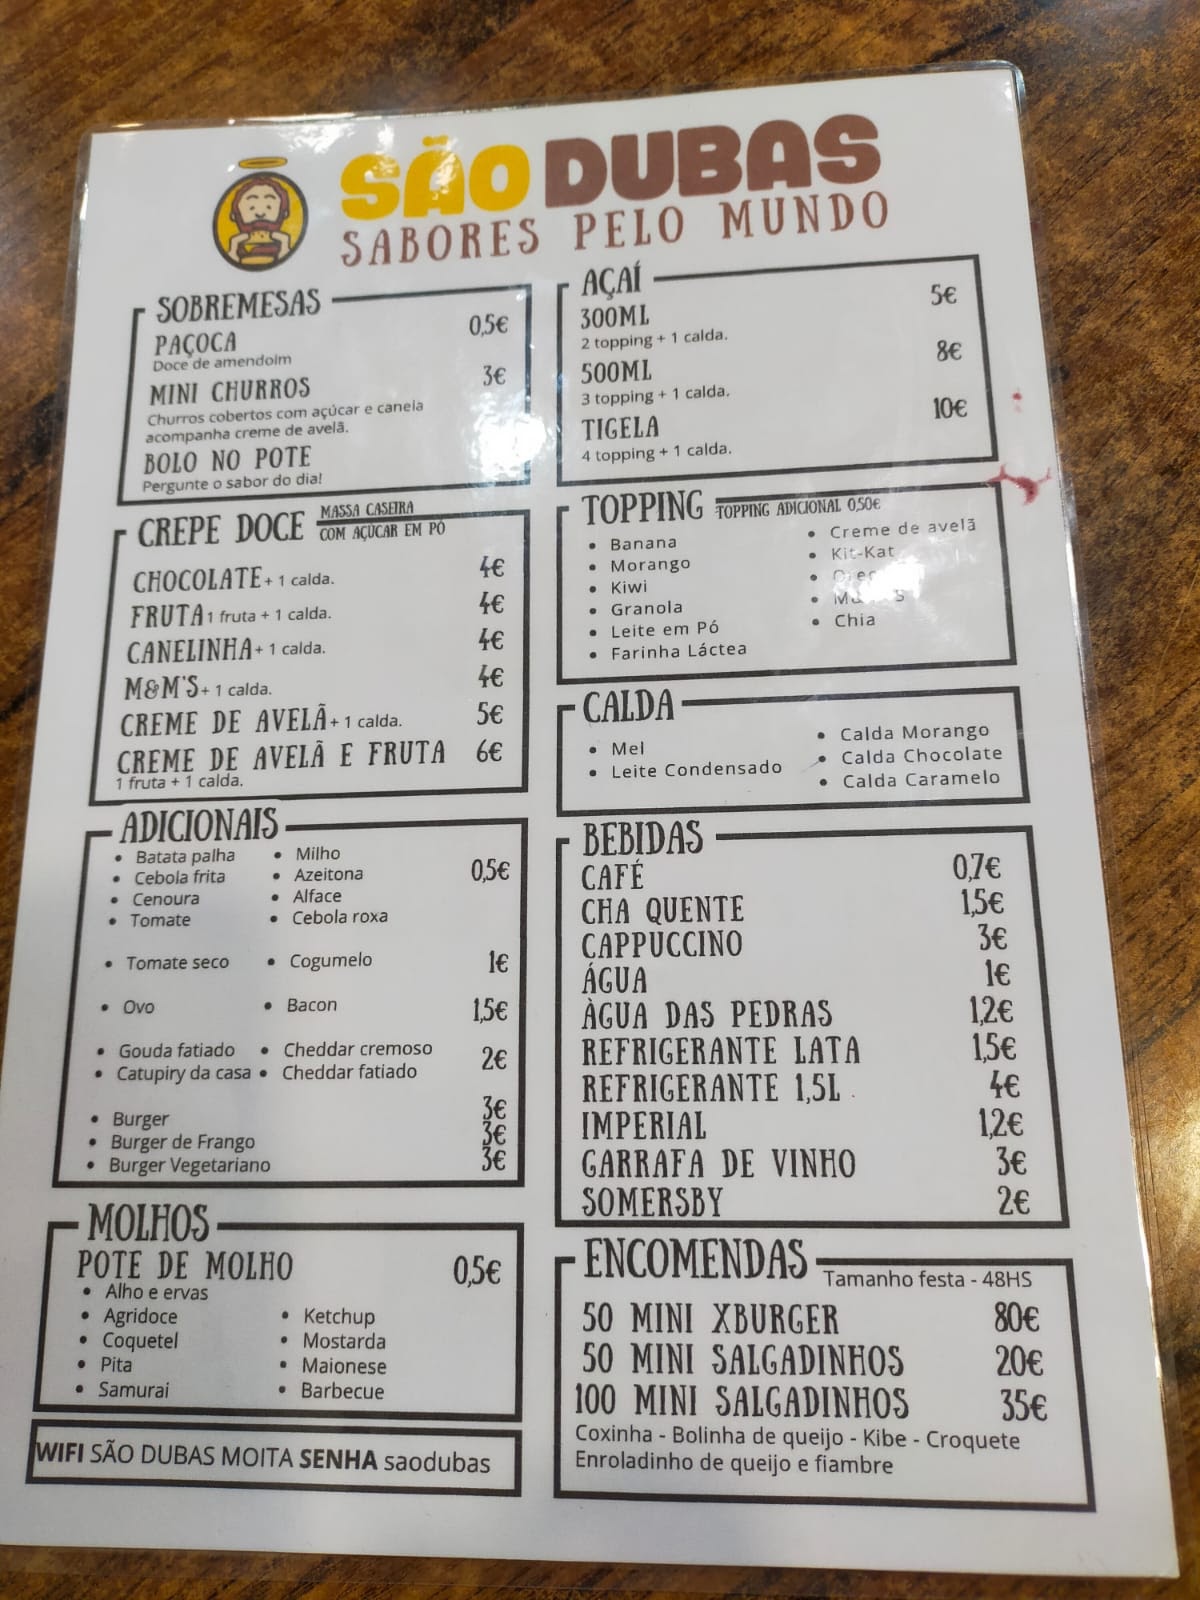 SÃO DUBAS
SABORES PELO MUNDO
SOBREMESAS
PAÇOCA 0,5€
Doce de amendoim
MINI CHURROS 3€
Churros cobertos com açúcar e canela
acompanha creme de avelã.
BOLO NO POTE
Pergunte o sabor do dia!
CREPE DOCE MASSA CASEIRA
COM AÇUCAR EM PÓ
CHOCOLATE + 1 calda. 4€
FRUTA 1 fruta + 1 calda. 4€
CANELINHA + 1 calda. 4€
M&M'S + 1 calda. 4€
CREME DE AVELÃ + 1 calda. 5€
CREME DE AVELÃ E FRUTA 6€
1 fruta + 1 calda.
ADICIONAIS
• Batata palha • Milho
• Cebola frita • Azeitona 0,5€
• Cenoura • Alface
• Tomate • Cebola roxa
• Tomate seco • Cogumelo 1€
• Ovo • Bacon 1,5€
• Gouda fatiado • Cheddar cremoso 2€
• Catupiry da casa • Cheddar fatiado
• Burger 3€
• Burger de Frango 3€
• Burger Vegetariano 3€
MOLHOS
POTE DE MOLHO 0,5€
• Alho e ervas
• Agridoce • Ketchup
• Coquetel • Mostarda
• Pita • Maionese
• Samurai • Barbecue
WIFI SÃO DUBAS MOITA SENHA saodubas
AÇAÍ
300ML 5€
2 topping + 1 calda.
500ML 8€
3 topping + 1 calda.
TIGELA 10€
4 topping + 1 calda.
TOPPING TOPPING ADICIONAL 0,50€
• Banana • Creme de avelã
• Morango • Kit-Kat
• Kiwi
• Granola
• Leite em Pó • Chia
• Farinha Láctea
CALDA
• Mel • Calda Morango
• Leite Condensado • Calda Chocolate
• Calda Caramelo
BEBIDAS
CAFÉ 0,7€
CHA QUENTE 1,5€
CAPPUCCINO 3€
ÁGUA 1€
ÀGUA DAS PEDRAS 1,2€
REFRIGERANTE LATA 1,5€
REFRIGERANTE 1,5L 4€
IMPERIAL 1,2€
GARRAFA DE VINHO 3€
SOMERSBY 2€
ENCOMENDAS Tamanho festa - 48HS
50 MINI XBURGER 80€
50 MINI SALGADINHOS 20€
100 MINI SALGADINHOS 35€
Coxinha - Bolinha de queijo - Kibe - Croquete
Enroladinho de queijo e fiambre